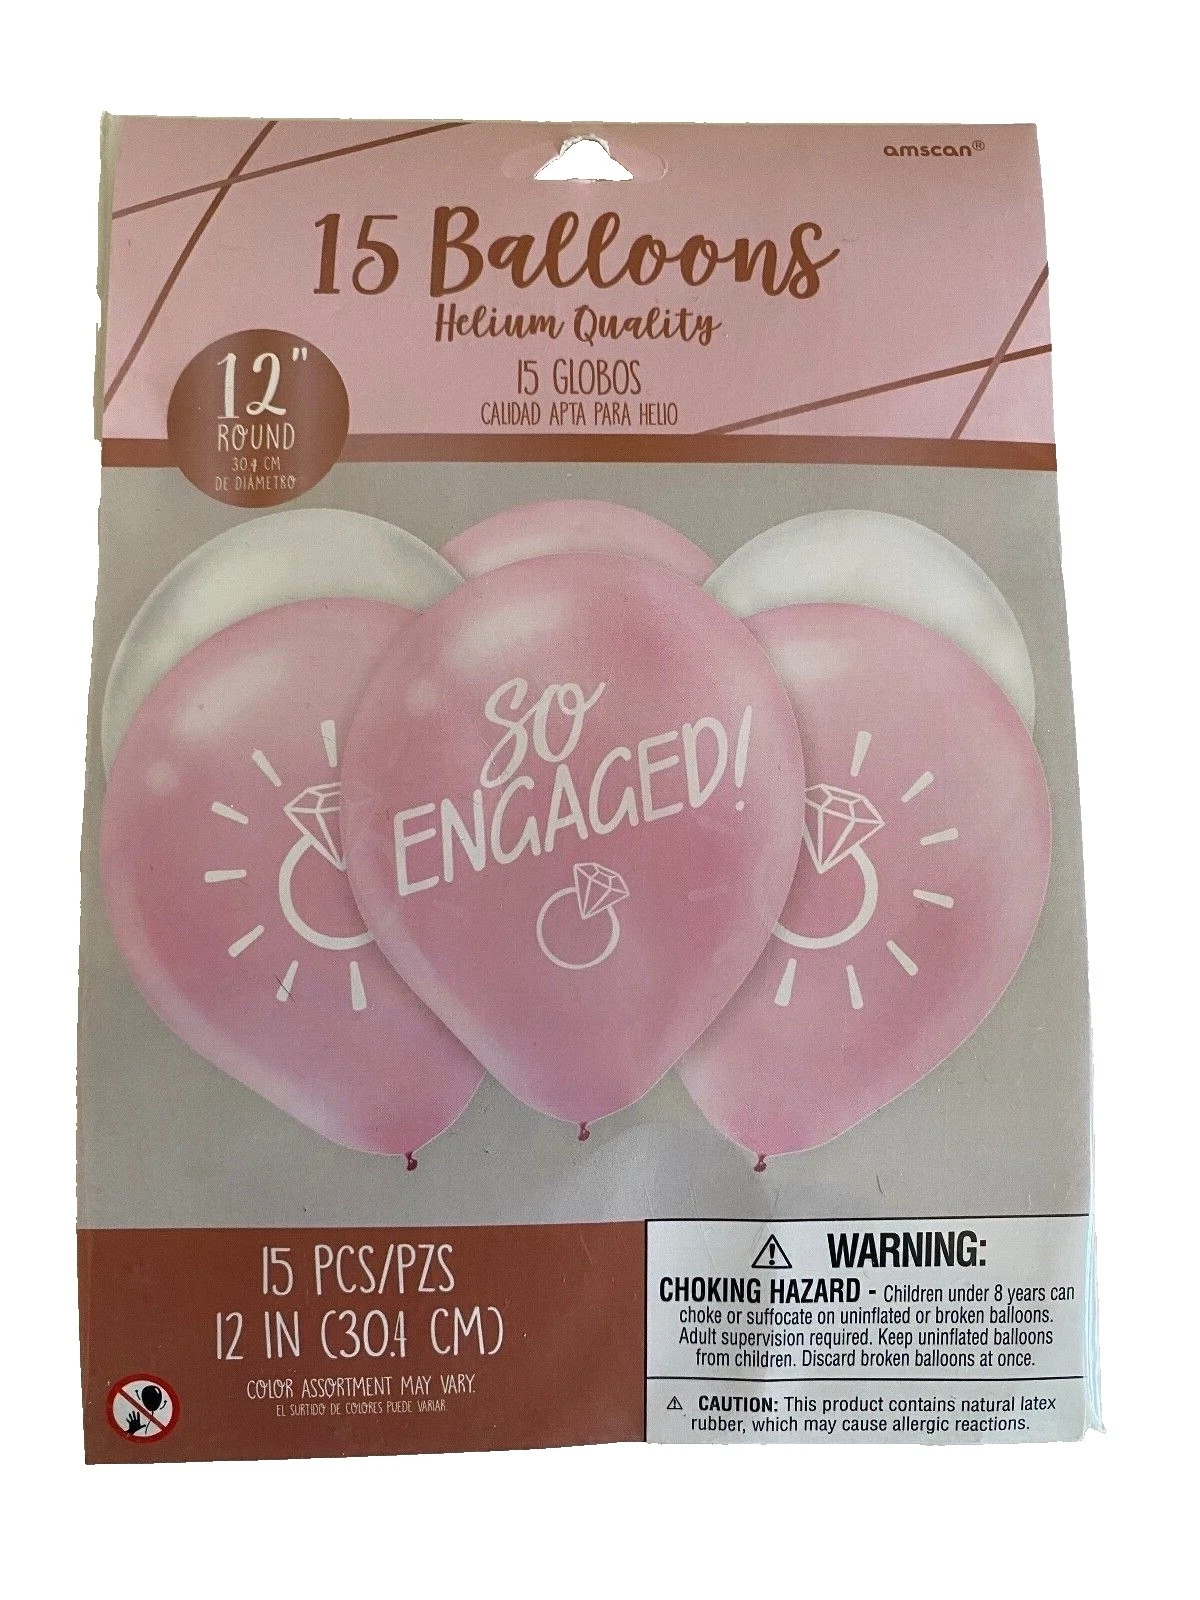 amscan®
15 Balloons
Helium Quality
15 GLOBOS
CALIDAD APTA PARA HELIO
12"
ROUND
30.4 CM
DE DIÁMETRO
SO
ENGAGED!
15 PCS/PZS
12 IN (30.4 CM)
COLOR ASSORTMENT MAY VARY.
EL SURTIDO DE COLORES PUEDE VARIAR.
WARNING:
CHOKING HAZARD - Children under 8 years can
choke or suffocate on uninflated or broken balloons.
Adult supervision required. Keep uninflated balloons
from children. Discard broken balloons at once.
CAUTION: This product contains natural latex
rubber, which may cause allergic reactions.